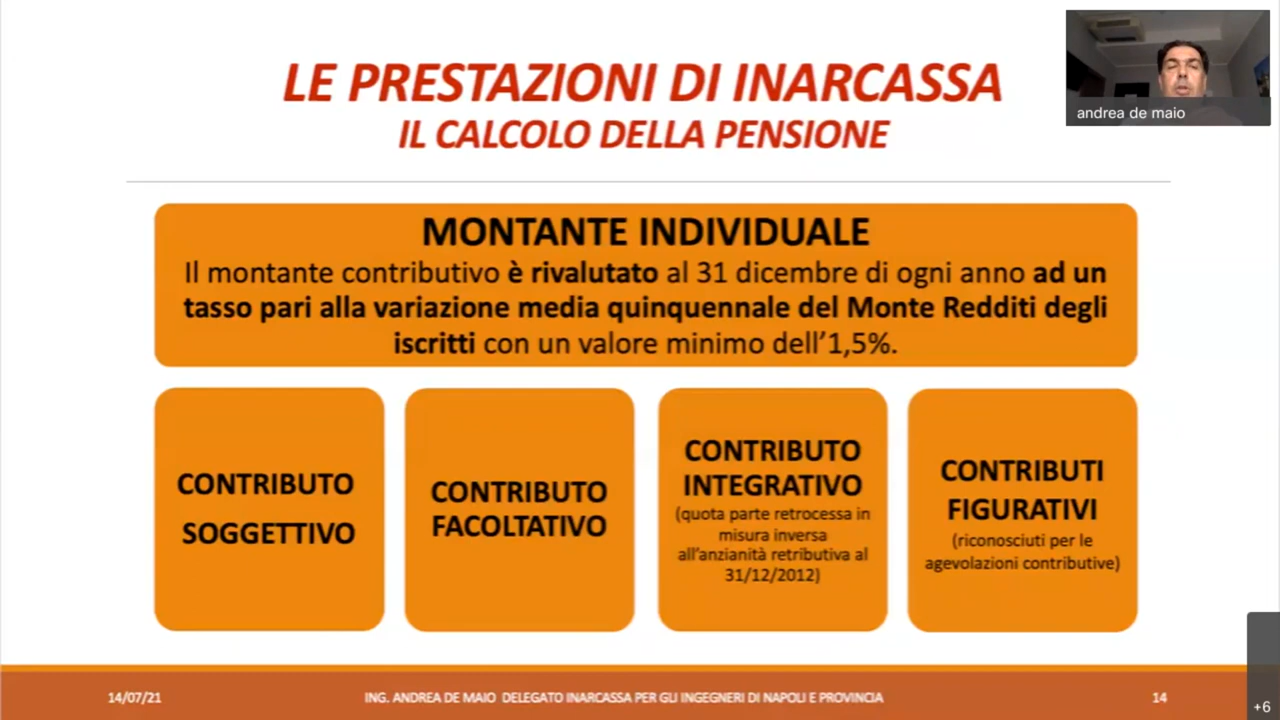 LE PRESTAZIONI DI INARCASSA
IL CALCOLO DELLA PENSIONE
andrea de maio
MONTANTE INDIVIDUALE
Il montante contributivo è rivalutato al 31 dicembre di ogni anno ad un
tasso pari alla variazione media quinquennale del Monte Redditi degli
iscritti con un valore minimo dell'1,5%.
CONTRIBUTO
SOGGETTIVO
CONTRIBUTO
FACOLTATIVO
CONTRIBUTO
INTEGRATIVO
(quota parte retrocessa in
misura inversa
all'anzianità retributiva al
31/12/2012)
CONTRIBUTI
FIGURATIVI
(riconosciuti per le
agevolazioni contributive)
14/07/21
ING. ANDREA DE MAIO DELEGATO INARCASSA PER GLI INGEGNERI DI NAPOLI E PROVINCIA
14
+6